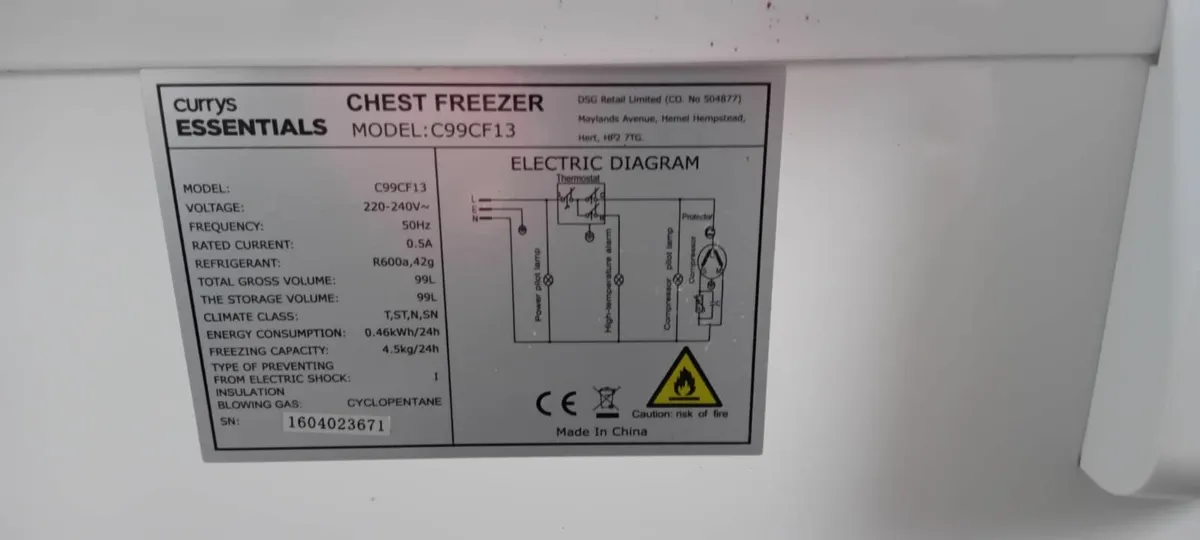 currys
ESSENTIALS
CHEST FREEZER
MODEL:C99CF13
DSG Retail Limited (CO. No 504877)
Maylands Avenue, Hemel Hempstead,
Hert, HP2 7TG.
MODEL: C99CF13
VOLTAGE: 220-240V~
FREQUENCY: 50Hz
RATED CURRENT: 0.5A
REFRIGERANT: R600a,42g
TOTAL GROSS VOLUME: 99L
THE STORAGE VOLUME: 99L
CLIMATE CLASS: T,ST,N,SN
ENERGY CONSUMPTION: 0.46kWh/24h
FREEZING CAPACITY: 4.5kg/24h
TYPE OF PREVENTING
FROM ELECTRIC SHOCK: I
INSULATION
BLOWING GAS: CYCLOPENTANE
SN: 1604023671
ELECTRIC DIAGRAM
Thermostat
L
E
N
Power pilot lamp
High-temperature alarm
Compressor pilot lamp
Protector
Compressor
CE
Caution: risk of fire
Made In China